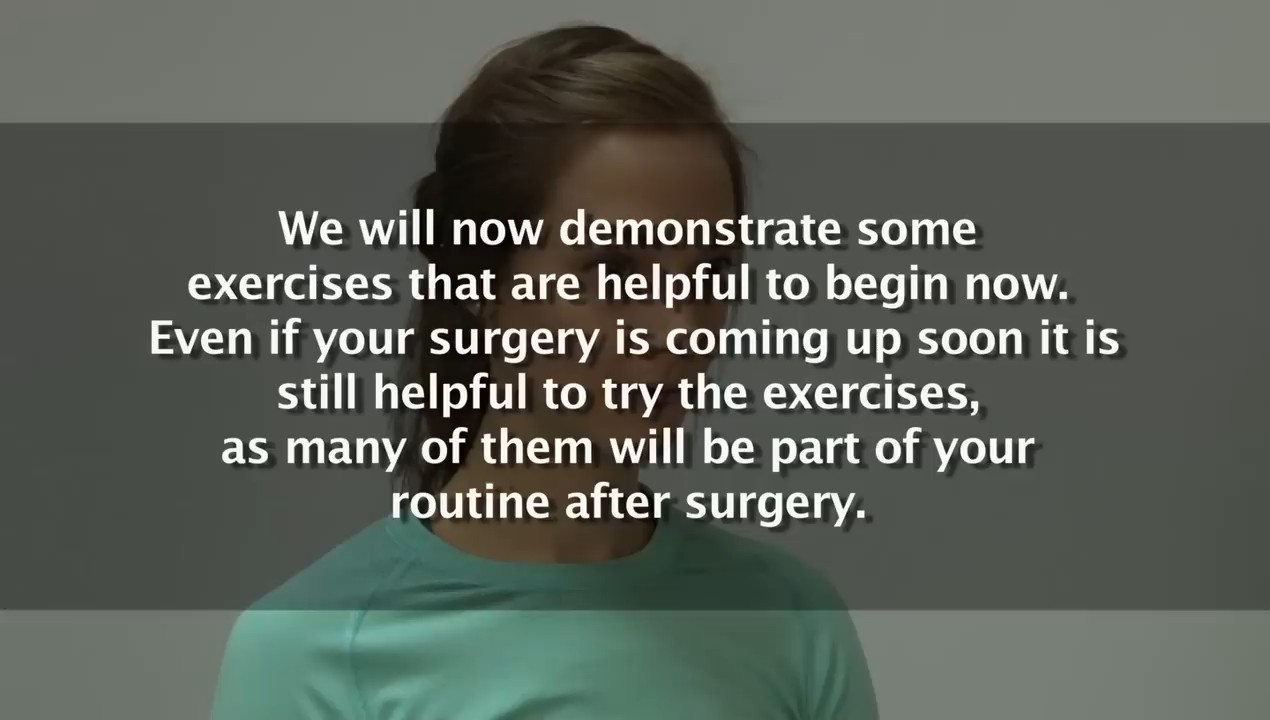 We will now demonstrate some
exercises that are helpful to begin now.
Even if your surgery is coming up soon it is
still helpful to try the exercises,
as many of them will be part of your
routine after surgery.